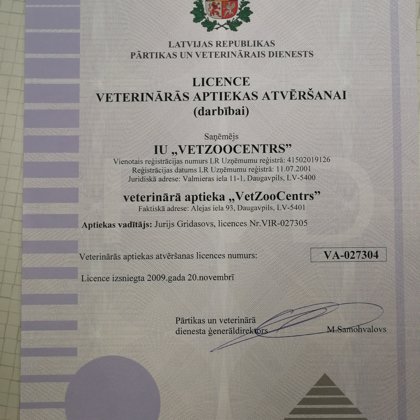 LATVIJAS REPUBLIKAS
PĀRTIKAS UN VETERINĀRAIS DIENESTS
LICENCE
VETERINĀRĀS APTIEKAS ATVĒRŠANAI
(darbībai)
Saņēmējs
IU „VETZOOCENTRS”
Vienotais reģistrācijas numurs LR Uzņēmumu reģistrā: 41502019126
Reģistrācijas datums LR Uzņēmumu reģistrā: 11.07.2001
Juridiskā adrese: Valmieras iela 11-1, Daugavpils, LV-5400
veterinārā aptieka „VetZooCentrs”
Faktiskā adrese: Alejas iela 93, Daugavpils, LV-5401
Aptiekas vadītājs: Jurijs Gridasovs, licences Nr.VIR-027305
Veterinārās aptiekas atvēršanas licences numurs: VA-027304
Licence izsniegta 2009.gada 20.novembrī
Pārtikas un veterinārā
dienesta ģenerāldirektors M.Samohvalovs